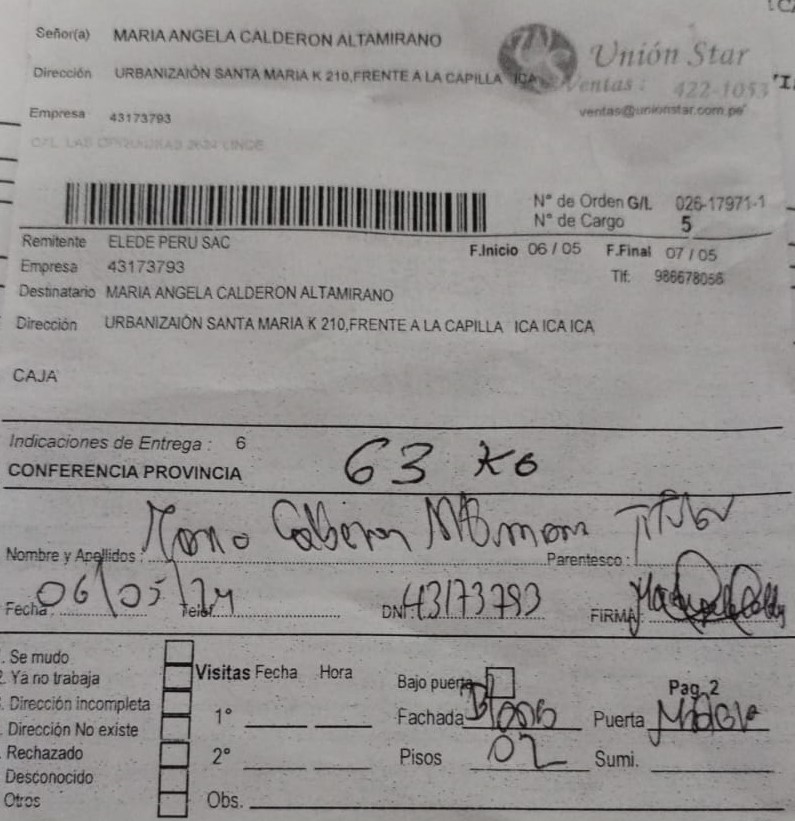 Señor(a) MARIA ANGELA CALDERON ALTAMIRANO
Unión Star
Dirección URBANIZAIÓN SANTA MARIA K 210,FRENTE A LA CAPILLA ICA
Ventas: 422-1053
ventas@unionstar.com.pe
Empresa 43173793
N° de Orden G/L 026-17971-1
N° de Cargo 5
Remitente ELEDE PERU SAC
F.Inicio 06 / 05 F.Final 07 / 05
Empresa 43173793
Tlf: 986678056
Destinatario MARIA ANGELA CALDERON ALTAMIRANO
Dirección URBANIZAIÓN SANTA MARIA K 210,FRENTE A LA CAPILLA ICA ICA ICA
CAJA
Indicaciones de Entrega : 6
CONFERENCIA PROVINCIA
63 KG
Nombre y Apellidos : Parentesco : Titular
Fecha: 06/05/24 Telef DNI 43173793 FIRMA:
Se mudo
Ya no trabaja
Dirección incompleta
Dirección No existe
Rechazado
Desconocido
Otros
Visitas Fecha Hora
1°
2°
Obs.
Bajo puerta Pag 2
Fachada Puerta
Pisos 02 Sumi.